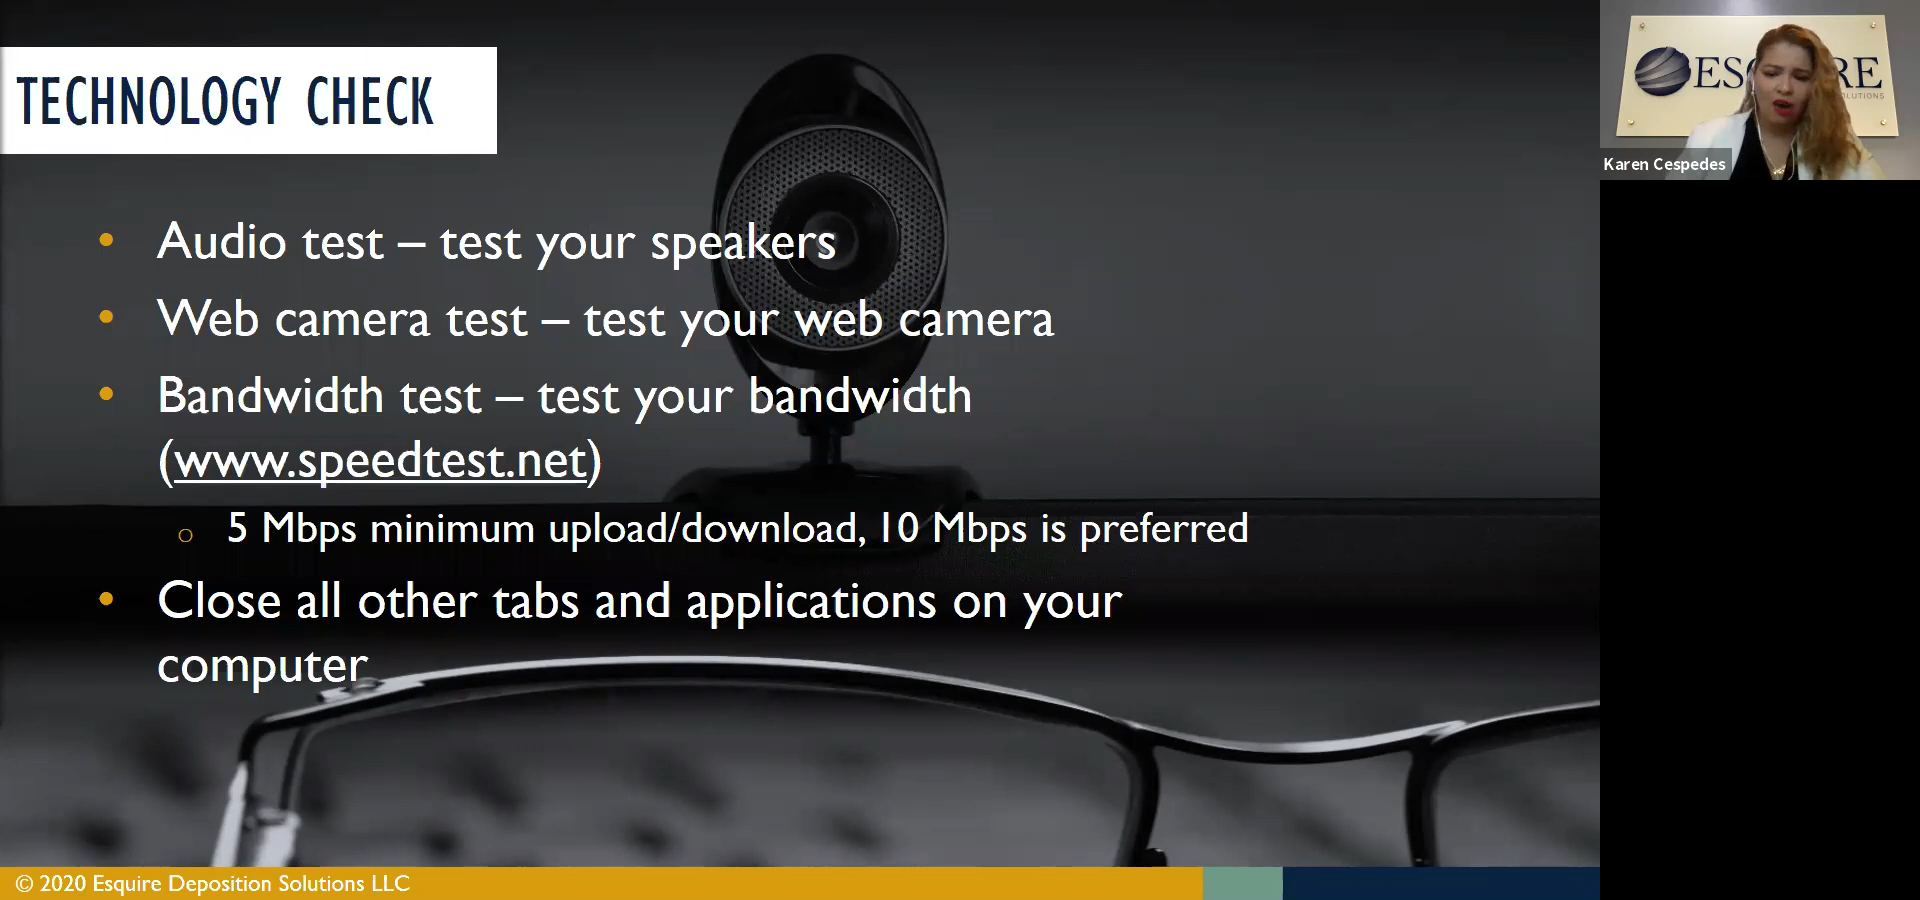 TECHNOLOGY CHECK
• Audio test – test your speakers
• Web camera test – test your web camera
• Bandwidth test – test your bandwidth
(www.speedtest.net)
o 5 Mbps minimum upload/download, 10 Mbps is preferred
• Close all other tabs and applications on your
computer
© 2020 Esquire Deposition Solutions LLC
Karen Cespedes